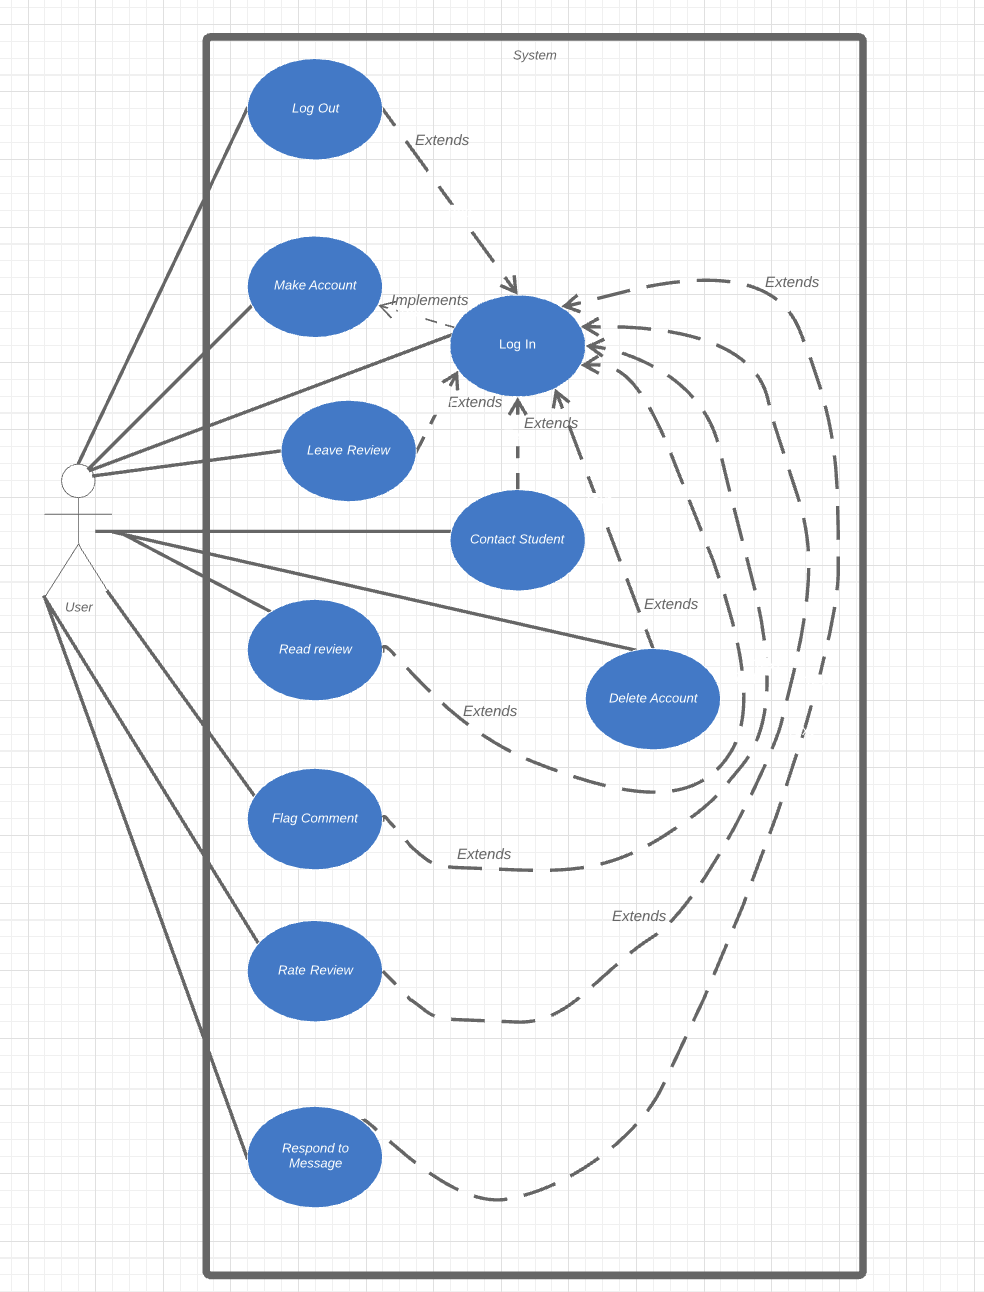 System
Log Out
Extends
Make Account
Implements
Extends
Log In
Extends
Extends
Leave Review
Contact Student
User
Extends
Read review
Delete Account
Extends
Flag Comment
Extends
Extends
Rate Review
Respond to
Message